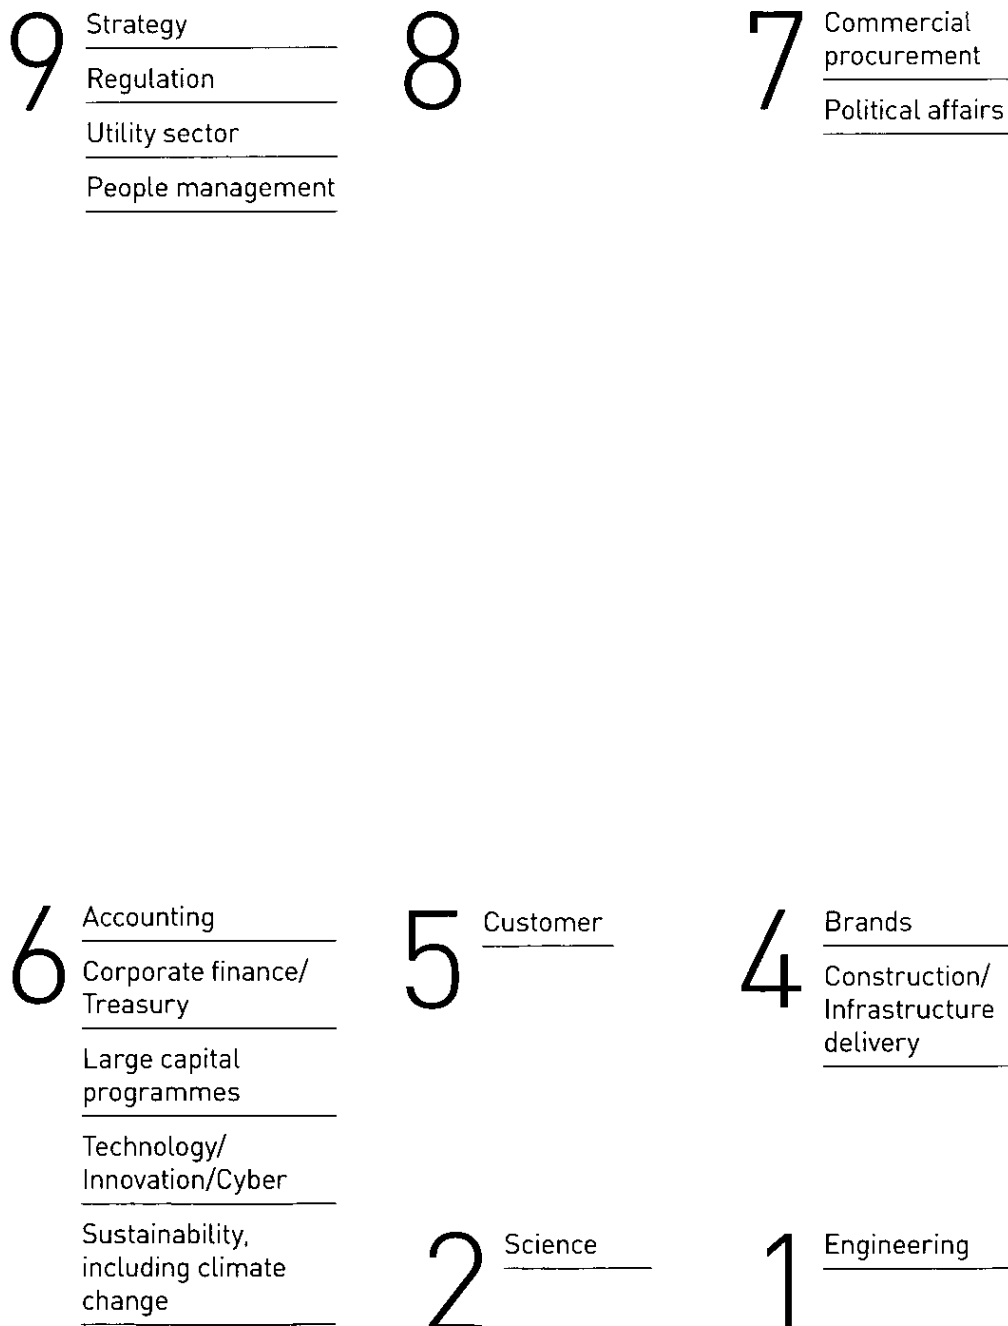 9
Strategy
Regulation
Utility sector
People management
8
7
Commercial
procurement
Political affairs
6
Accounting
Corporate finance/
Treasury
Large capital
programmes
Technology/
Innovation/Cyber
Sustainability,
including climate
change
5
Customer
4
Brands
Construction/
Infrastructure
delivery
2
Science
1
Engineering